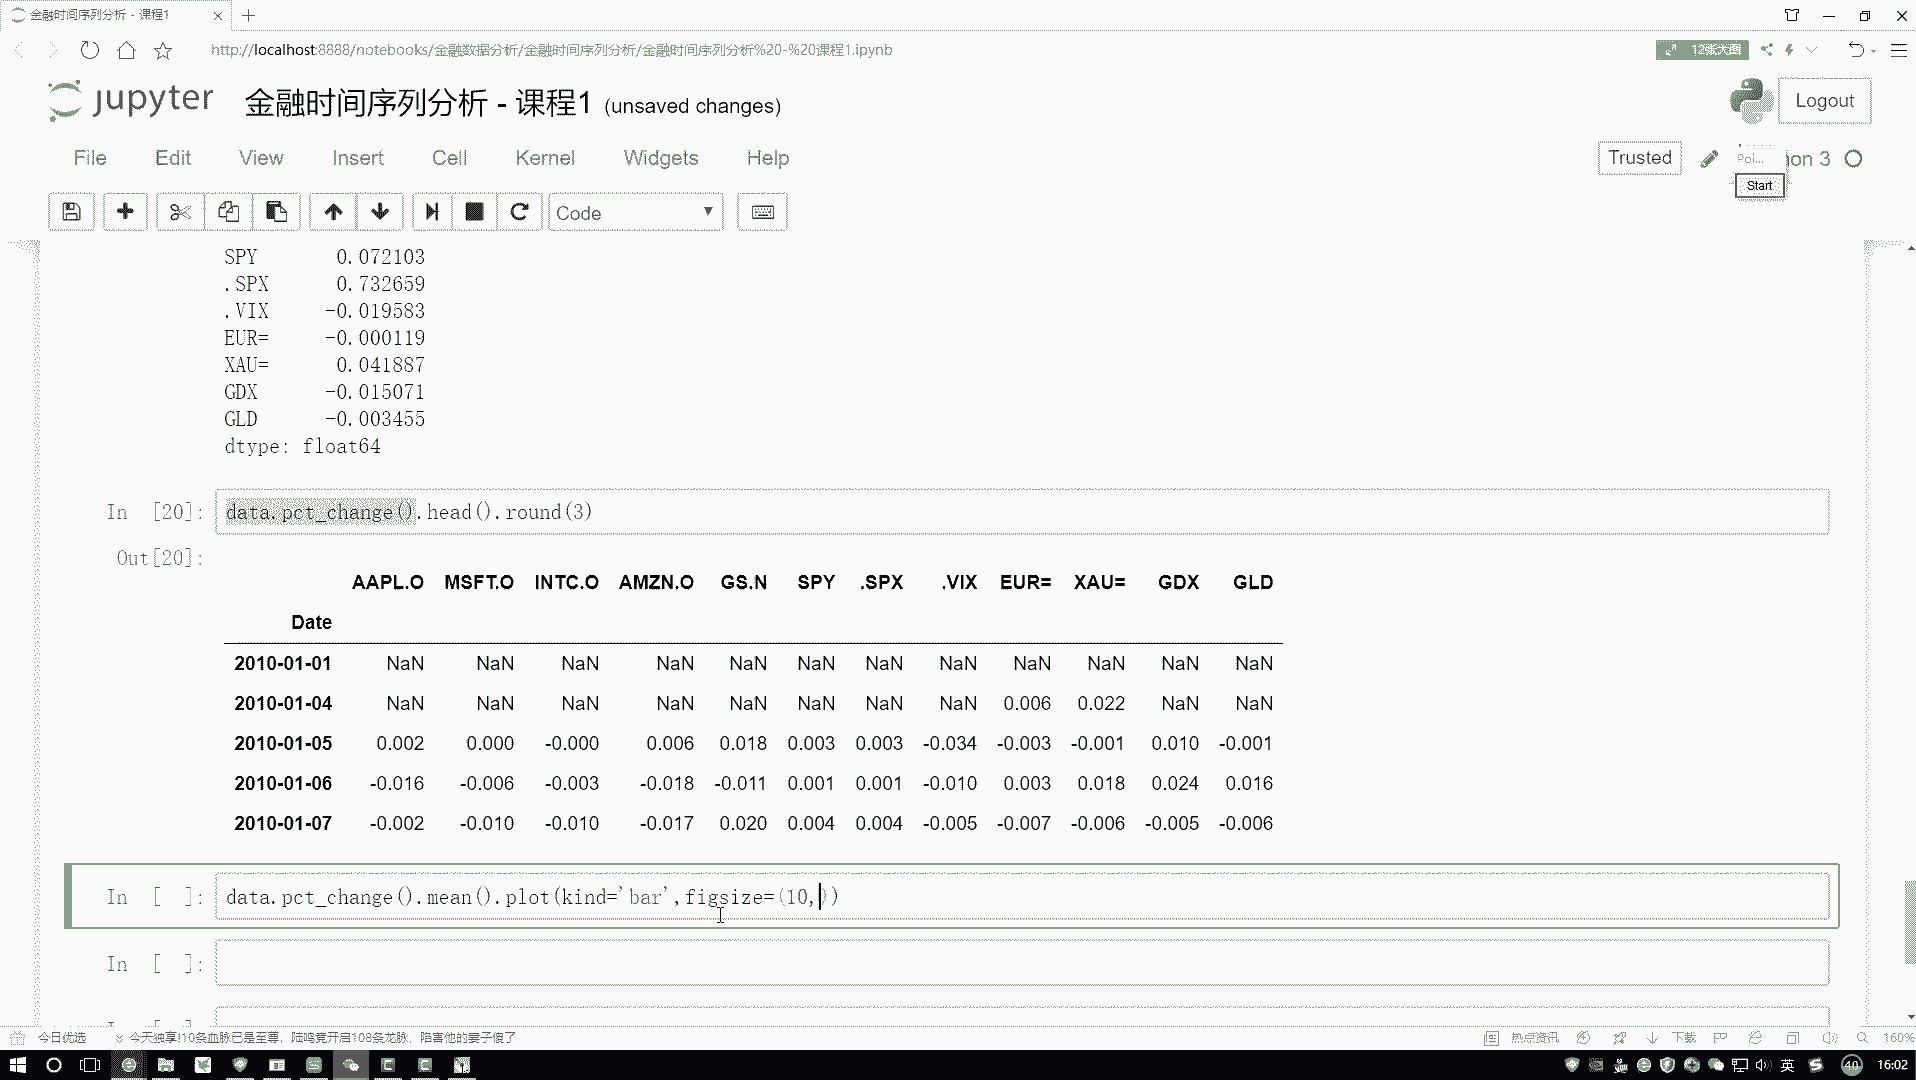 金融时间序列分析 - 课程1
http://localhost:8888/notebooks/金融数据分析/金融时间序列分析/金融时间序列分析%20-%20课程1.ipynb
12张大图
jupyter 金融时间序列分析 - 课程1 (unsaved changes)
Logout
File Edit View Insert Cell Kernel Widgets Help
Trusted
Poi... on 3
Start
Code
SPY 0.072103
.SPX 0.732659
.VIX -0.019583
EUR= -0.000119
XAU= 0.041887
GDX -0.015071
GLD -0.003455
dtype: float64
In [20]: data.pct_change().head().round(3)
Out[20]:
AAPL.O MSFT.O INTC.O AMZN.O GS.N SPY .SPX .VIX EUR= XAU= GDX GLD
Date
2010-01-01 NaN NaN NaN NaN NaN NaN NaN NaN NaN NaN NaN NaN
2010-01-04 NaN NaN NaN NaN NaN NaN NaN NaN 0.006 0.022 NaN NaN
2010-01-05 0.002 0.000 -0.000 0.006 0.018 0.003 0.003 -0.034 -0.003 -0.001 0.010 -0.001
2010-01-06 -0.016 -0.006 -0.003 -0.018 -0.011 0.001 0.001 -0.010 0.003 0.018 0.024 0.016
2010-01-07 -0.002 -0.010 -0.010 -0.017 0.020 0.004 0.004 -0.005 -0.007 -0.006 -0.005 -0.006
In [ ]: data.pct_change().mean().plot(kind='bar',figsize=(10,))
In [ ]:
今日优选
今天独享!10条血脉已是至尊，陆鸣竟开启108条龙脉，陷害他的妻子傻了
热点资讯
下载
160%
英
40
16:02